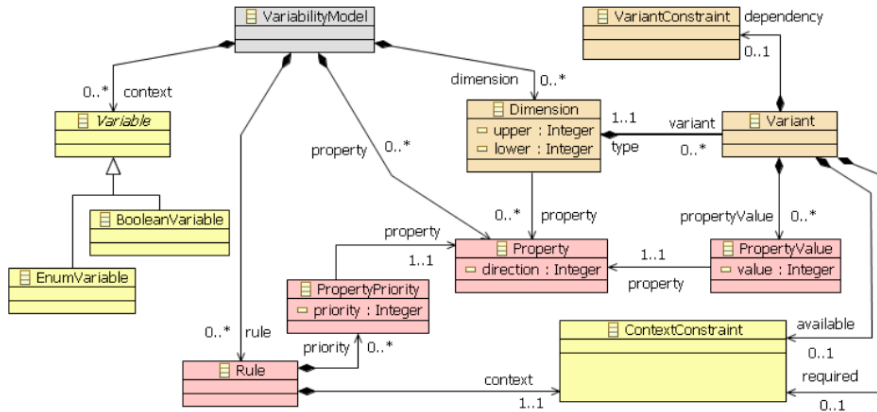 VariabilityModel
VariantConstraint
dependency
0..1
0..*
context
dimension
0..*
Variable
Dimension
upper : Integer
lower : Integer
1..1
type
variant
0..*
Variant
property
0..*
BooleanVariable
EnumVariable
0..*
property
propertyValue
0..*
property
1..1
Property
direction : Integer
1..1
property
PropertyValue
value : Integer
PropertyPriority
priority : Integer
0..*
rule
priority
0..*
ContextConstraint
available
0..1
required
0..1
Rule
context
1..1